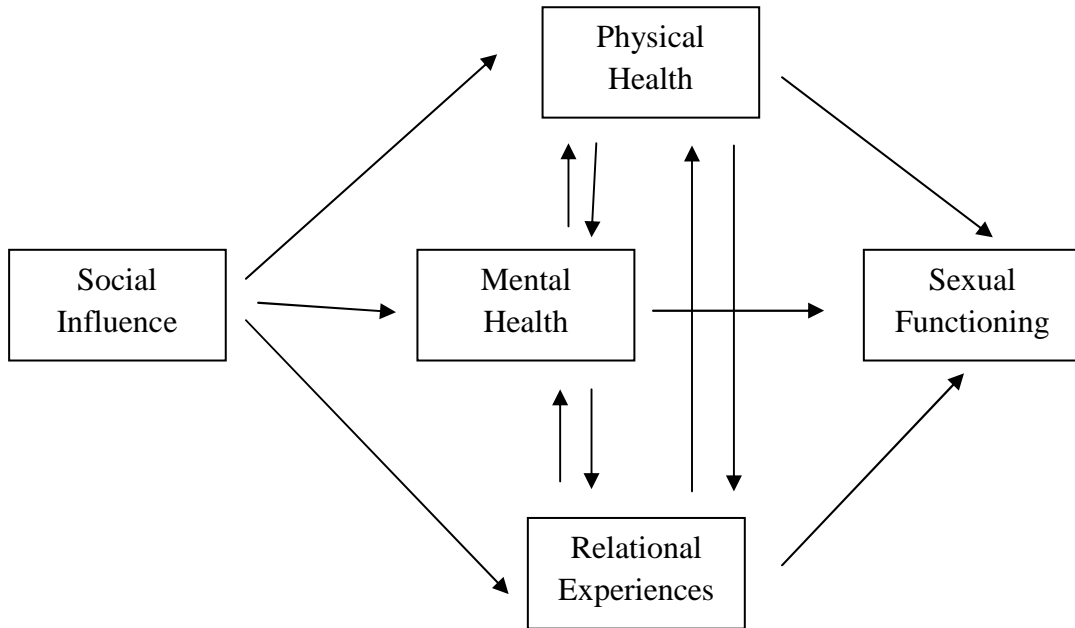 Physical
Health
Social
Influence
Mental
Health
Sexual
Functioning
Relational
Experiences